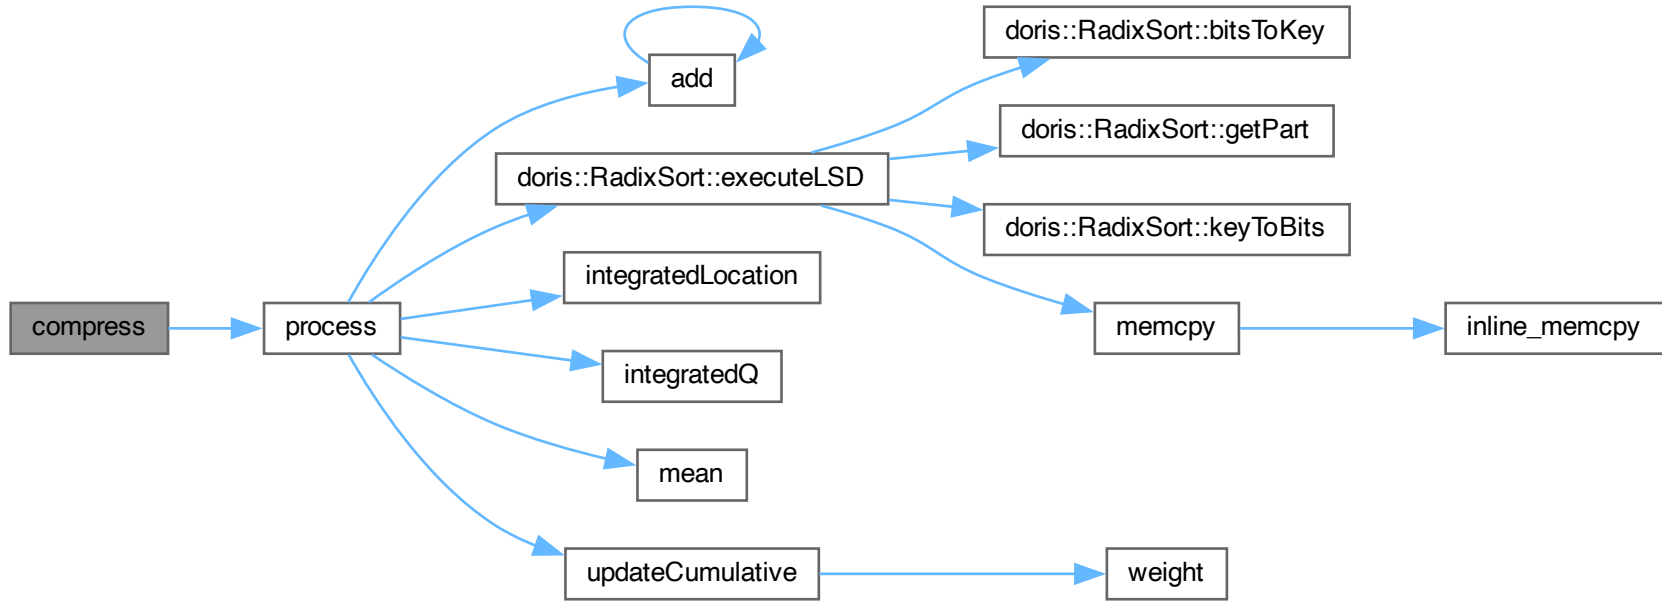 compress
process
add
doris::RadixSort::executeLSD
integratedLocation
integratedQ
mean
updateCumulative
doris::RadixSort::bitsToKey
doris::RadixSort::getPart
doris::RadixSort::keyToBits
memcpy
weight
inline_memcpy